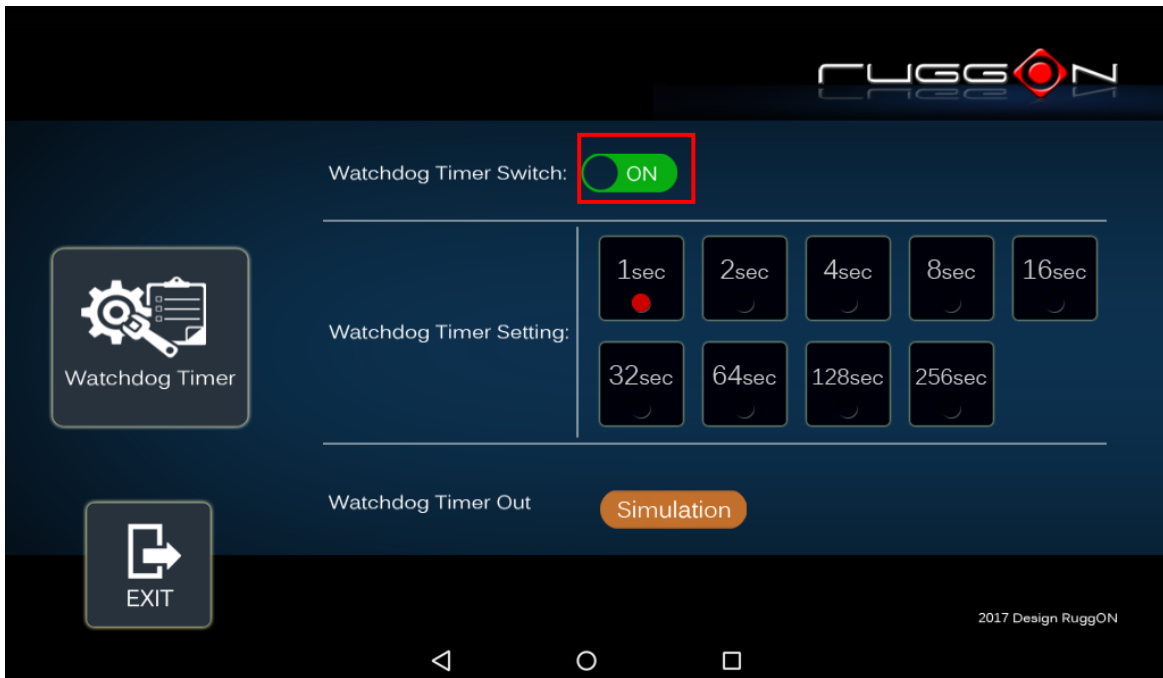 ruggON
Watchdog Timer Switch: ON
1sec 2sec 4sec 8sec 16sec
Watchdog Timer Setting:
32sec 64sec 128sec 256sec
Watchdog Timer
Watchdog Timer Out Simulation
EXIT
2017 Design RuggON